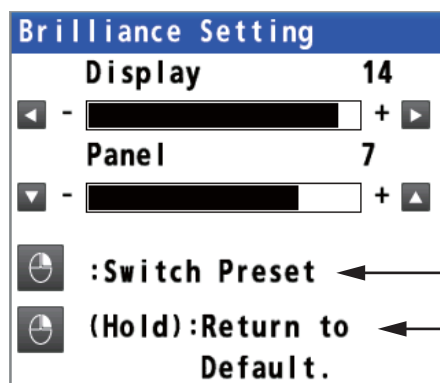 Brilliance Setting
Display 14
- +
Panel 7
- +
:Switch Preset
(Hold):Return to
Default.